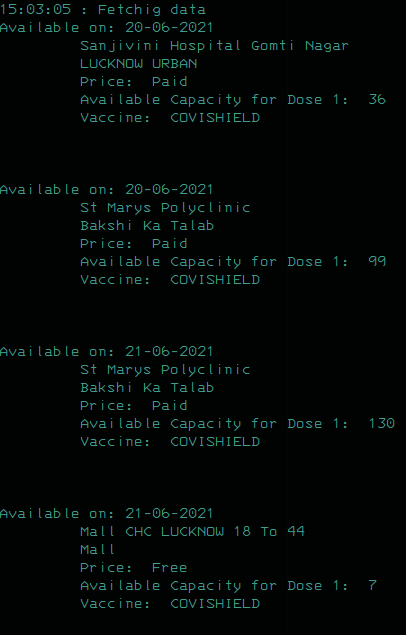 15:03:05 : Fetchig data
Available on: 20-06-2021
Sanjivini Hospital Gomti Nagar
LUCKNOW URBAN
Price: Paid
Available Capacity for Dose 1: 36
Vaccine: COVISHIELD
Available on: 20-06-2021
St Marys Polyclinic
Bakshi Ka Talab
Price: Paid
Available Capacity for Dose 1: 99
Vaccine: COVISHIELD
Available on: 21-06-2021
St Marys Polyclinic
Bakshi Ka Talab
Price: Paid
Available Capacity for Dose 1: 130
Vaccine: COVISHIELD
Available on: 21-06-2021
Mall CHC LUCKNOW 18 To 44
Mall
Price: Free
Available Capacity for Dose 1: 7
Vaccine: COVISHIELD